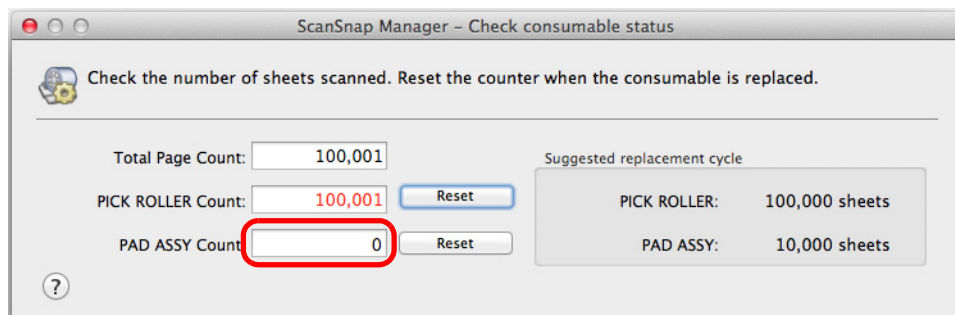 ScanSnap Manager – Check consumable status
Check the number of sheets scanned. Reset the counter when the consumable is replaced.
Total Page Count: 100,001
Suggested replacement cycle
PICK ROLLER Count: 100,001 Reset
PICK ROLLER: 100,000 sheets
PAD ASSY Count 0 Reset
PAD ASSY: 10,000 sheets
?